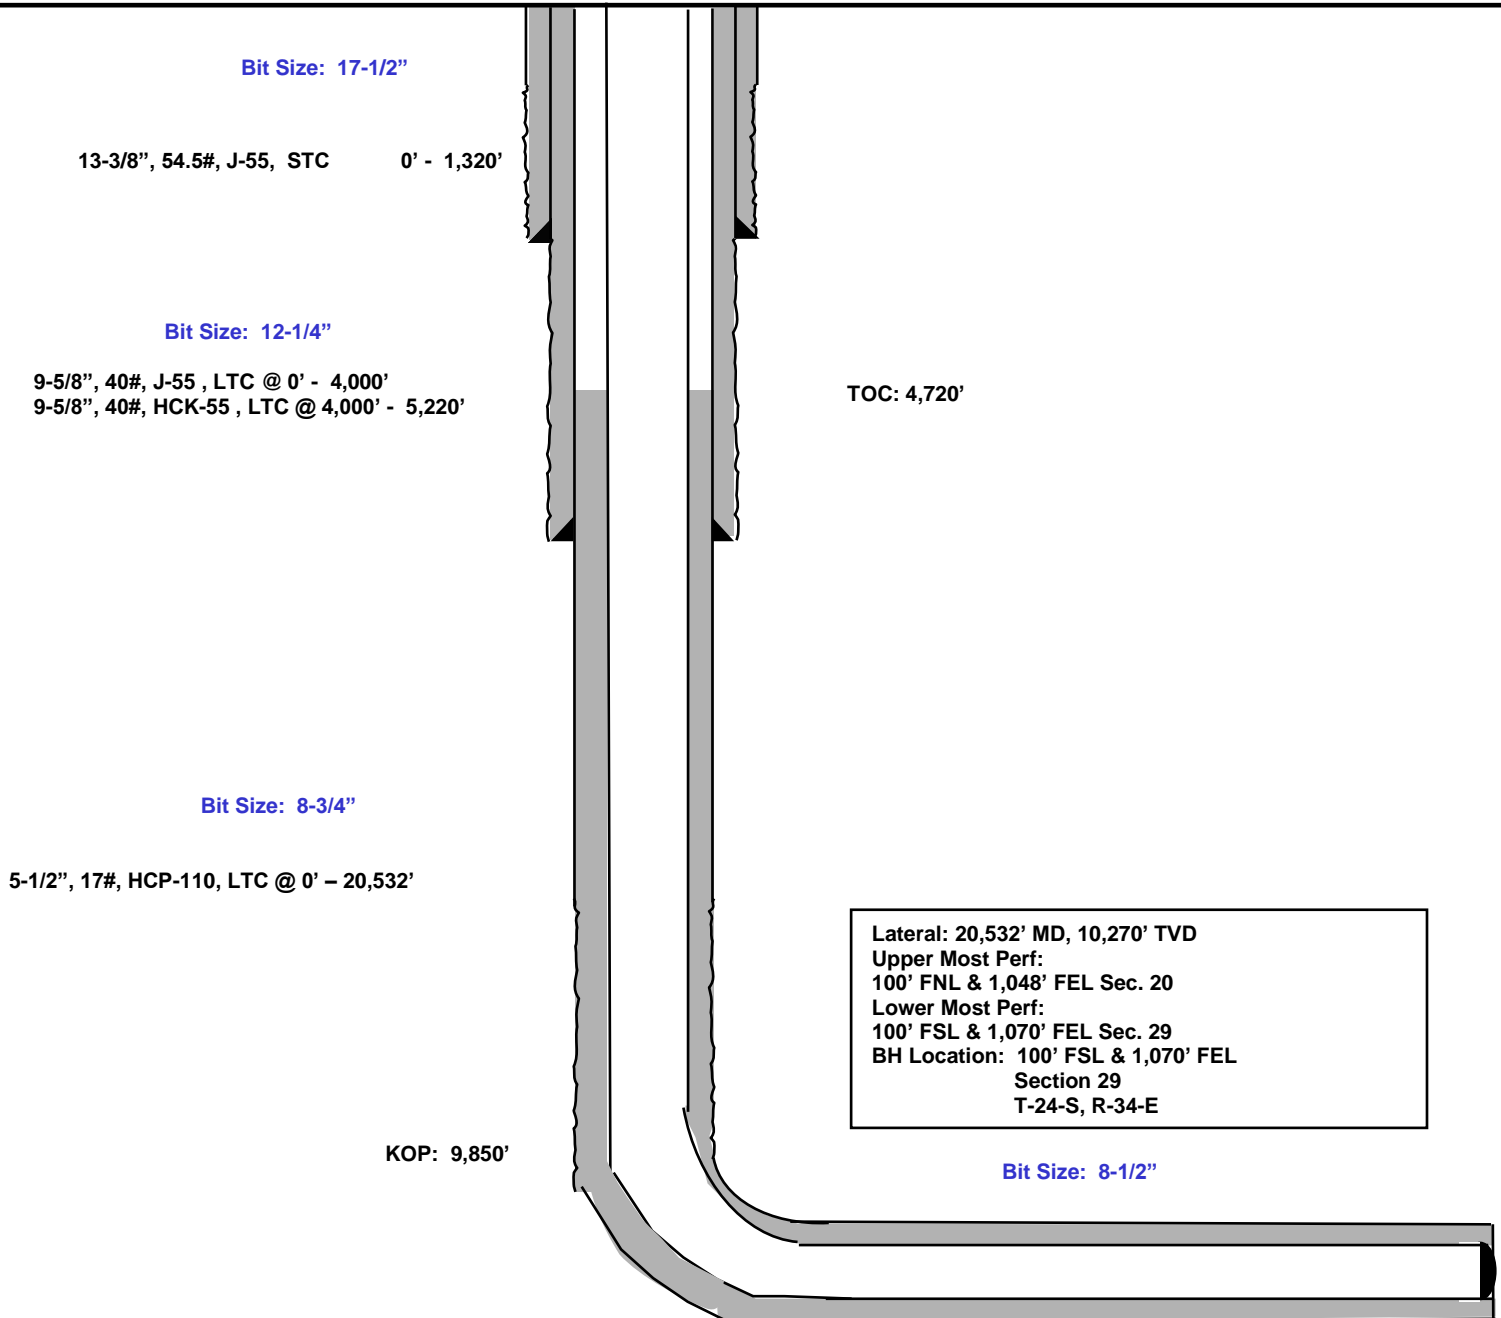 Bit Size: 17-1/2”
13-3/8”, 54.5#, J-55, STC 0’ - 1,320’
Bit Size: 12-1/4”
9-5/8”, 40#, J-55 , LTC @ 0’ - 4,000’
9-5/8”, 40#, HCK-55 , LTC @ 4,000’ - 5,220’
TOC: 4,720’
Bit Size: 8-3/4”
5-1/2”, 17#, HCP-110, LTC @ 0’ – 20,532’
Lateral: 20,532’ MD, 10,270’ TVD
Upper Most Perf:
100’ FNL & 1,048’ FEL Sec. 20
Lower Most Perf:
100’ FSL & 1,070’ FEL Sec. 29
BH Location: 100’ FSL & 1,070’ FEL
Section 29
T-24-S, R-34-E
KOP: 9,850’
Bit Size: 8-1/2”